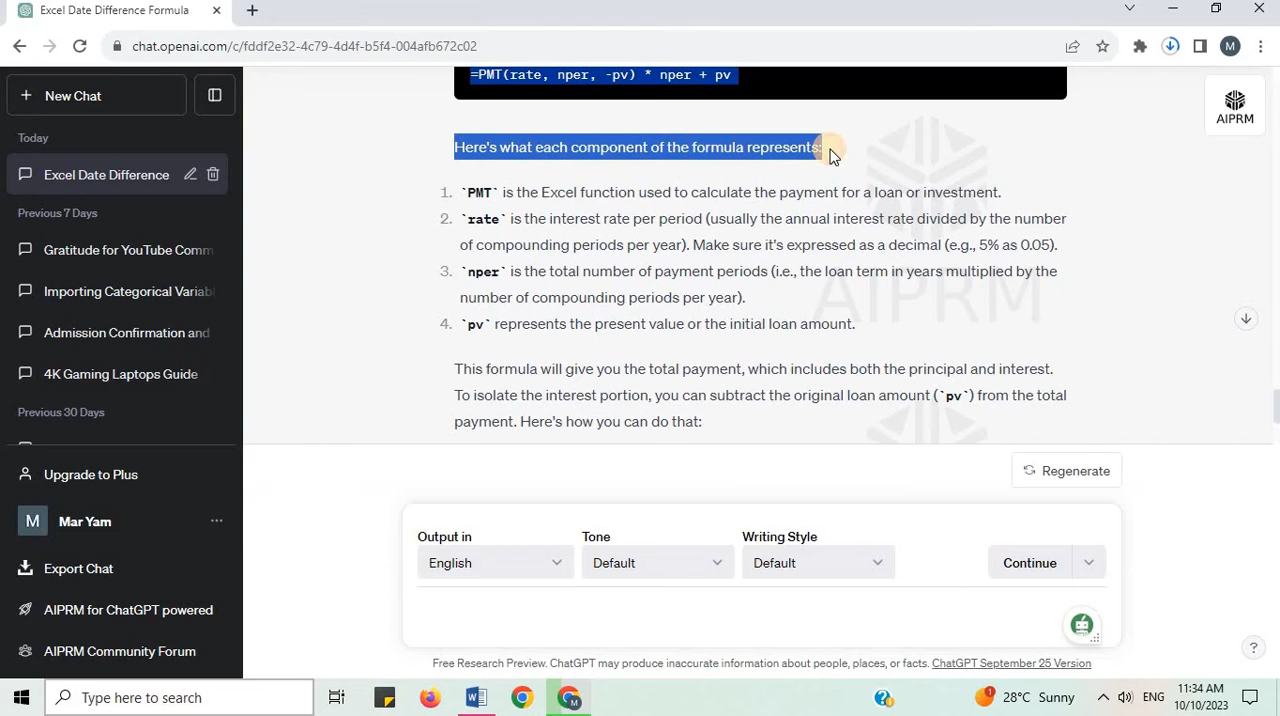 Excel Date Difference Formula
chat.openai.com/c/fddf2e32-4c79-4d4f-b5f4-004afb672c02
M
New Chat
Today
Excel Date Difference
Previous 7 Days
Gratitude for YouTube Comm
Importing Categorical Variab
Admission Confirmation and
4K Gaming Laptops Guide
Previous 30 Days
Upgrade to Plus
M Mar Yam
Export Chat
AIPRM for ChatGPT powered
AIPRM Community Forum
=PMT(rate, nper, -pv) * nper + pv
Here's what each component of the formula represents:
1. `PMT` is the Excel function used to calculate the payment for a loan or investment.
2. `rate` is the interest rate per period (usually the annual interest rate divided by the number
of compounding periods per year). Make sure it's expressed as a decimal (e.g., 5% as 0.05).
3. `nper` is the total number of payment periods (i.e., the loan term in years multiplied by the
number of compounding periods per year).
4. `pv` represents the present value or the initial loan amount.
This formula will give you the total payment, which includes both the principal and interest.
To isolate the interest portion, you can subtract the original loan amount (`pv`) from the total
payment. Here's how you can do that:
AIPRM
AIPRM
Regenerate
Output in
Tone
Writing Style
English
Default
Default
Continue
Free Research Preview. ChatGPT may produce inaccurate information about people, places, or facts. ChatGPT September 25 Version
?
Type here to search
W
M
?
1
28°C Sunny
ENG
11:34 AM
10/10/2023